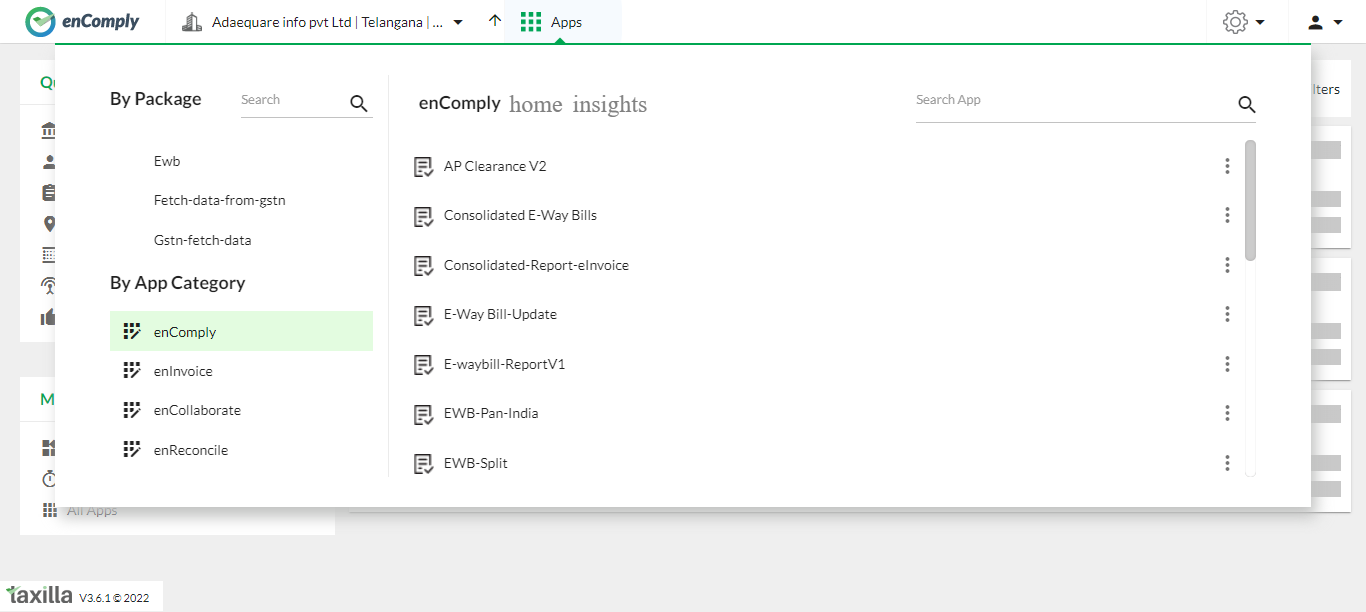 enComply
Adaequare info pvt Ltd | Telangana | ...
Apps
Qu
By Package
Search
Ewb
Fetch-data-from-gstn
Gstn-fetch-data
By App Category
enComply
enInvoice
enCollaborate
enReconcile
enComply home insights
Search App
AP Clearance V2
Consolidated E-Way Bills
Consolidated-Report-eInvoice
E-Way Bill-Update
E-waybill-ReportV1
EWB-Pan-India
EWB-Split
lters
M
All Apps
taxilla V3.6.1 © 2022